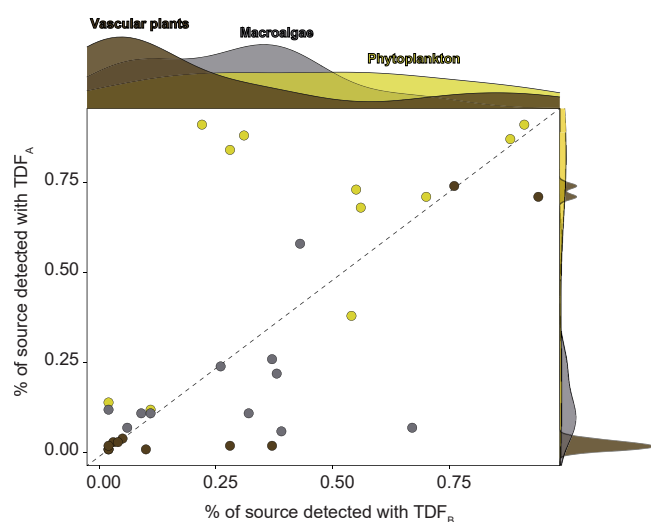 Vascular plants
Macroalgae
Phytoplankton
% of source detected with TDF_A
0.75
0.50
0.25
0.00
0.00 0.25 0.50 0.75
% of source detected with TDF_B